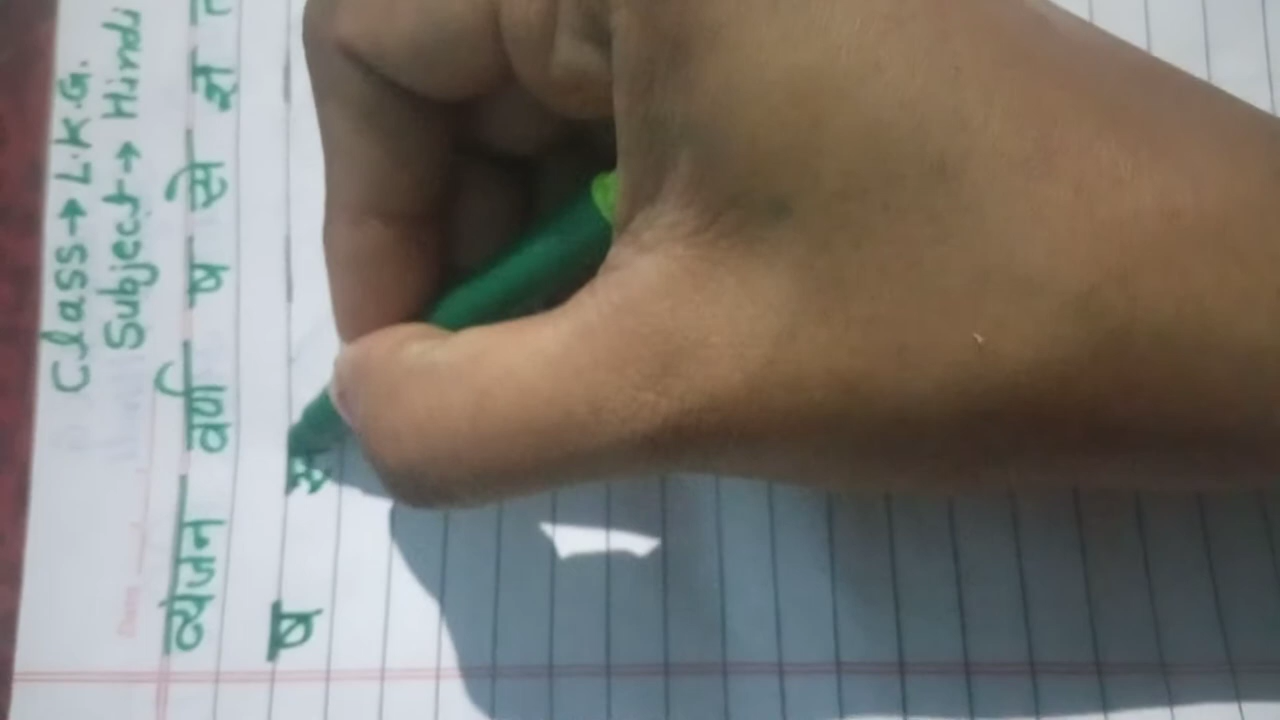 Class→ L.K.G.
Subject→ Hindi
व्यंजन वर्ण ष से ज्ञ
ष स